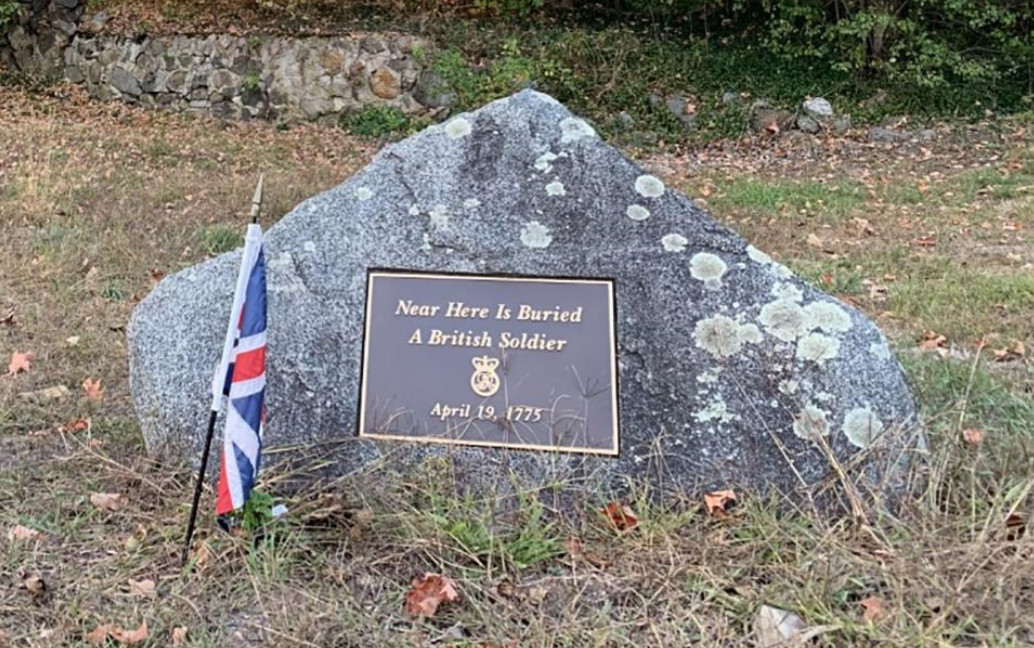 Near Here Is Buried
A British Soldier
April 19, 1775